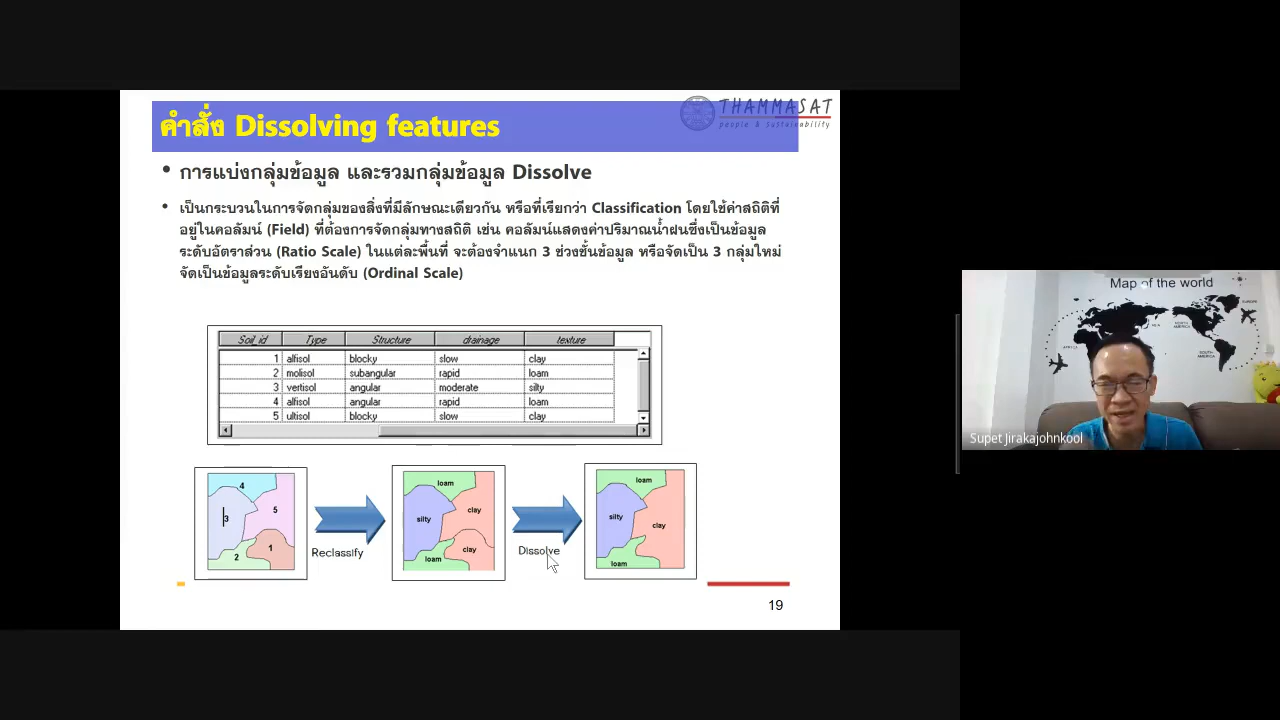 คำสั่ง Dissolving features
THAMMASAT
people & sustainability
• การแบ่งกลุ่มข้อมูล และรวมกลุ่มข้อมูล Dissolve
• เป็นกระบวนในการจัดกลุ่มของสิ่งที่มีลักษณะเดียวกัน หรือที่เรียกว่า Classification โดยใช้ค่าสถิติที่
อยู่ในคอลัมน์ (Field) ที่ต้องการจัดกลุ่มทางสถิติ เช่น คอลัมน์แสดงค่าปริมาณน้ำฝนซึ่งเป็นข้อมูล
ระดับอัตราส่วน (Ratio Scale) ในแต่ละพื้นที่ จะต้องจำแนก 3 ช่วงชั้นข้อมูล หรือจัดเป็น 3 กลุ่มใหม่
จัดเป็นข้อมูลระดับเรียงอันดับ (Ordinal Scale)
Soil_id Type Structure drainage texture
1 alfisol blocky slow clay
2 molisol subangular rapid loam
3 vertisol angular moderate silty
4 alfisol angular rapid loam
5 ultisol blocky slow clay
4
5
3
1
2
Reclassify
loam
clay
silty
clay
loam
Dissolve
loam
silty
clay
loam
19
Map of the world
EUROPE
ASIA
NORTH AMERICA
AFRICA
SOUTH AMERICA
Supet Jirakajohnkool